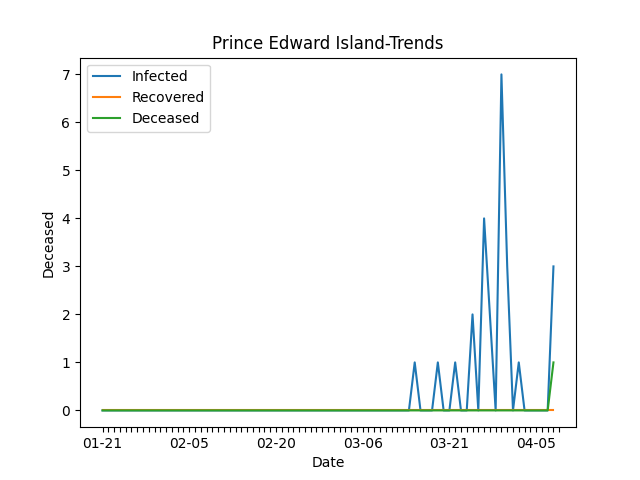 Prince Edward Island-Trends
Infected
Recovered
Deceased
7
6
5
4
3
2
1
0
Deceased
01-21 02-05 02-20 03-06 03-21 04-05
Date